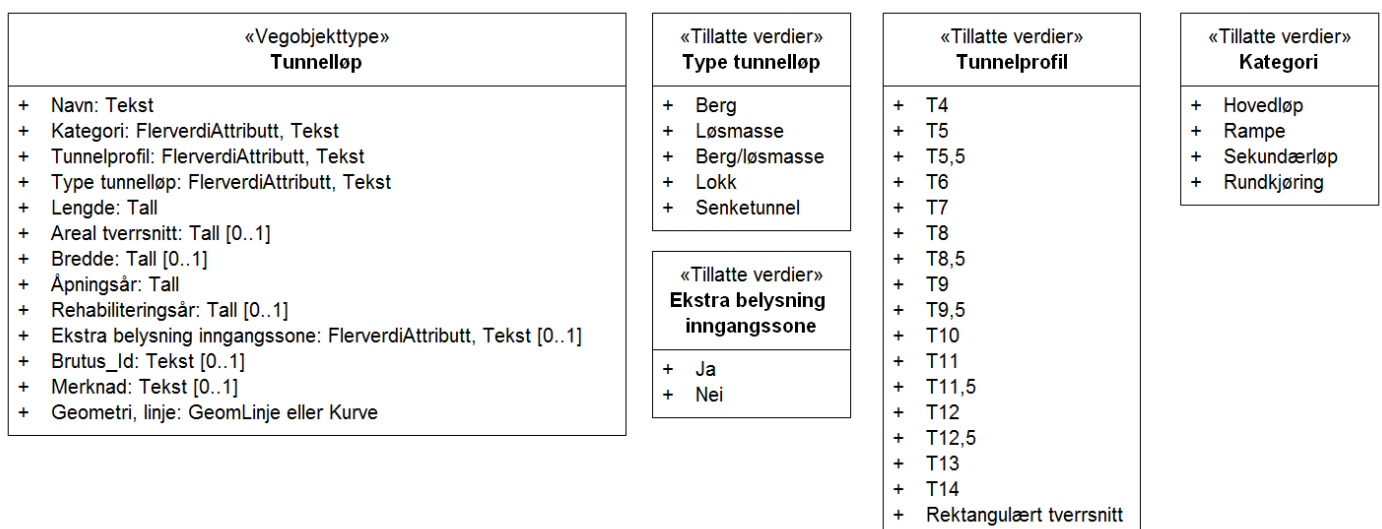 «Vegobjekttype»
Tunnelløp
+ Navn: Tekst
+ Kategori: FlerverdiAttributt, Tekst
+ Tunnelprofil: FlerverdiAttributt, Tekst
+ Type tunnelløp: FlerverdiAttributt, Tekst
+ Lengde: Tall
+ Areal tverrsnitt: Tall [0..1]
+ Bredde: Tall [0..1]
+ Åpningsår: Tall
+ Rehabiliteringsår: Tall [0..1]
+ Ekstra belysning inngangssone: FlerverdiAttributt, Tekst [0..1]
+ Brutus_Id: Tekst [0..1]
+ Merknad: Tekst [0..1]
+ Geometri, linje: GeomLinje eller Kurve
«Tillatte verdier»
Type tunnelløp
+ Berg
+ Løsmasse
+ Berg/løsmasse
+ Lokk
+ Senketunnel
«Tillatte verdier»
Ekstra belysning
inngangssone
+ Ja
+ Nei
«Tillatte verdier»
Tunnelprofil
+ T4
+ T5
+ T5,5
+ T6
+ T7
+ T8
+ T8,5
+ T9
+ T9,5
+ T10
+ T11
+ T11,5
+ T12
+ T12,5
+ T13
+ T14
+ Rektangulært tverrsnitt
«Tillatte verdier»
Kategori
+ Hovedløp
+ Rampe
+ Sekundærløp
+ Rundkjøring